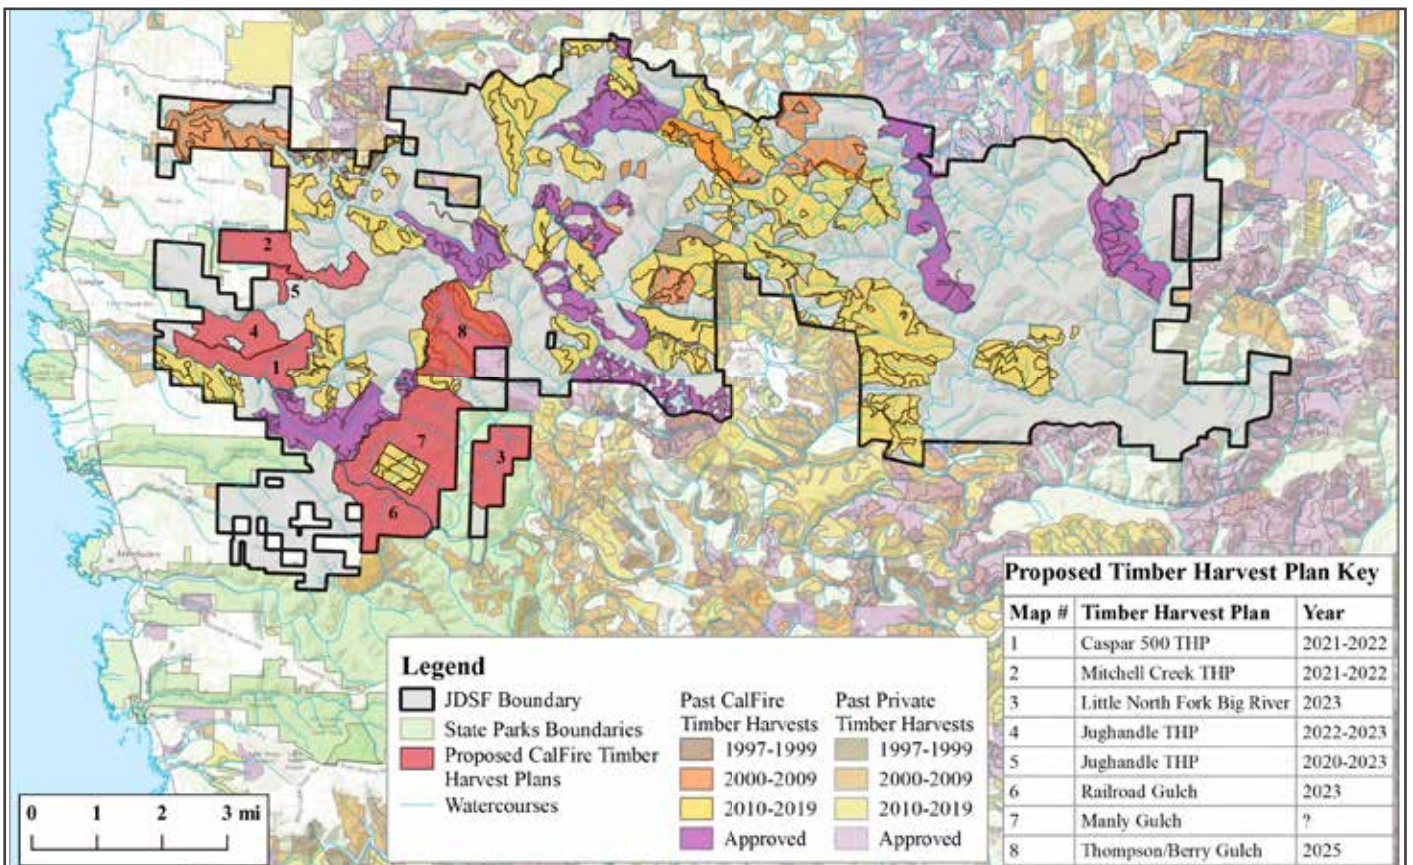 2
5
4
1
8
7
3
6
Legend
JDSF Boundary
State Parks Boundaries
Proposed CalFire Timber
Harvest Plans
Watercourses
Past CalFire
Timber Harvests
1997-1999
2000-2009
2010-2019
Approved
Past Private
Timber Harvests
1997-1999
2000-2009
2010-2019
Approved
0 1 2 3 mi
Proposed Timber Harvest Plan Key
Map # Timber Harvest Plan Year
1 Caspar 500 THP 2021-2022
2 Mitchell Creek THP 2021-2022
3 Little North Fork Big River 2023
4 Jughandle THP 2022-2023
5 Jughandle THP 2020-2023
6 Railroad Gulch 2023
7 Manly Gulch ?
8 Thompson/Berry Gulch 2025